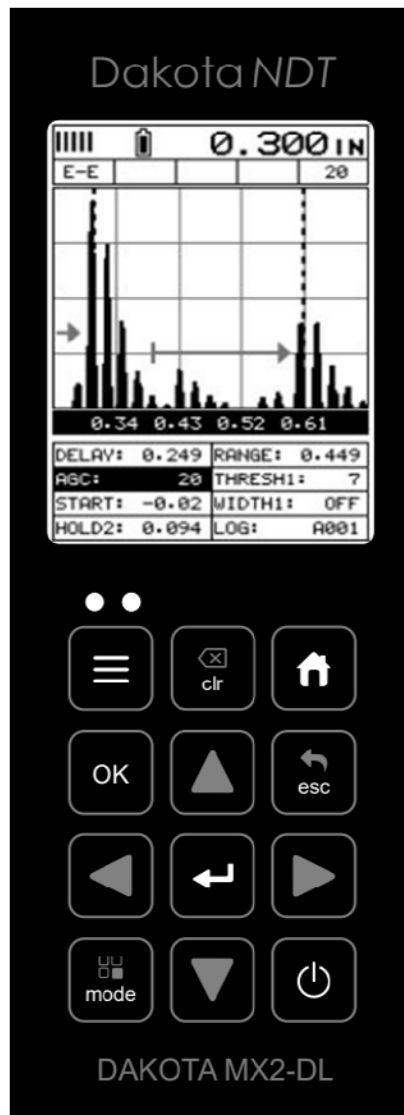 Dakota NDT
0.300 IN
E-E 20
0.34 0.43 0.52 0.61
DELAY: 0.249 RANGE: 0.449
AGC: 20 THRESH1: 7
START: -0.02 WIDTH1: OFF
HOLD2: 0.094 LOG: A001
clr
OK esc
mode
DAKOTA MX2-DL